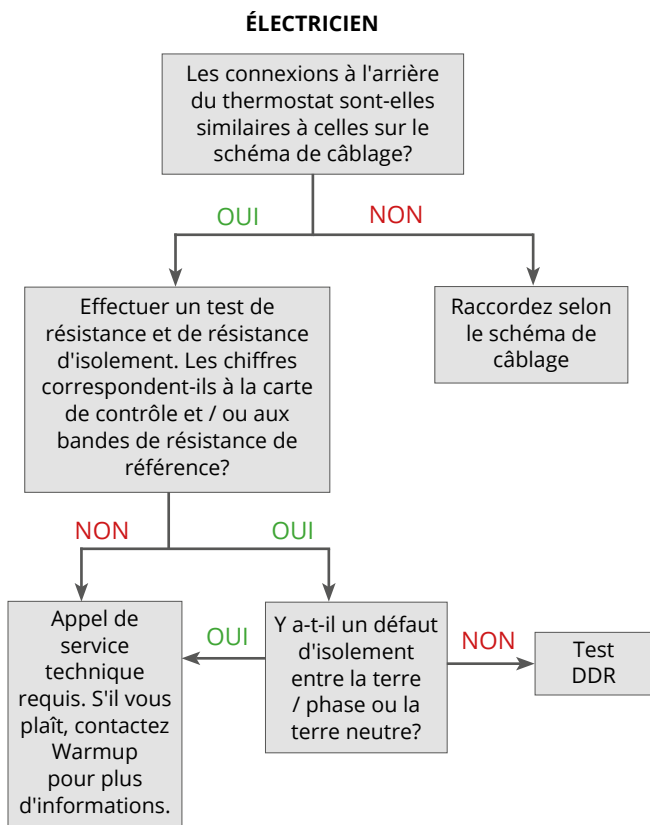 ÉLECTRICIEN
Les connexions à l'arrière
du thermostat sont-elles
similaires à celles sur le
schéma de câblage?
OUI
NON
Effectuer un test de
résistance et de résistance
d'isolement. Les chiffres
correspondent-ils à la carte
de contrôle et / ou aux
bandes de résistance de
référence?
Raccordez selon
le schéma de
câblage
NON
OUI
Appel de
service
technique
requis. S'il vous
plaît, contactez
Warmup
pour plus
d'informations.
OUI
Y a-t-il un défaut
d'isolement
entre la terre
/ phase ou la
terre neutre?
NON
Test
DDR